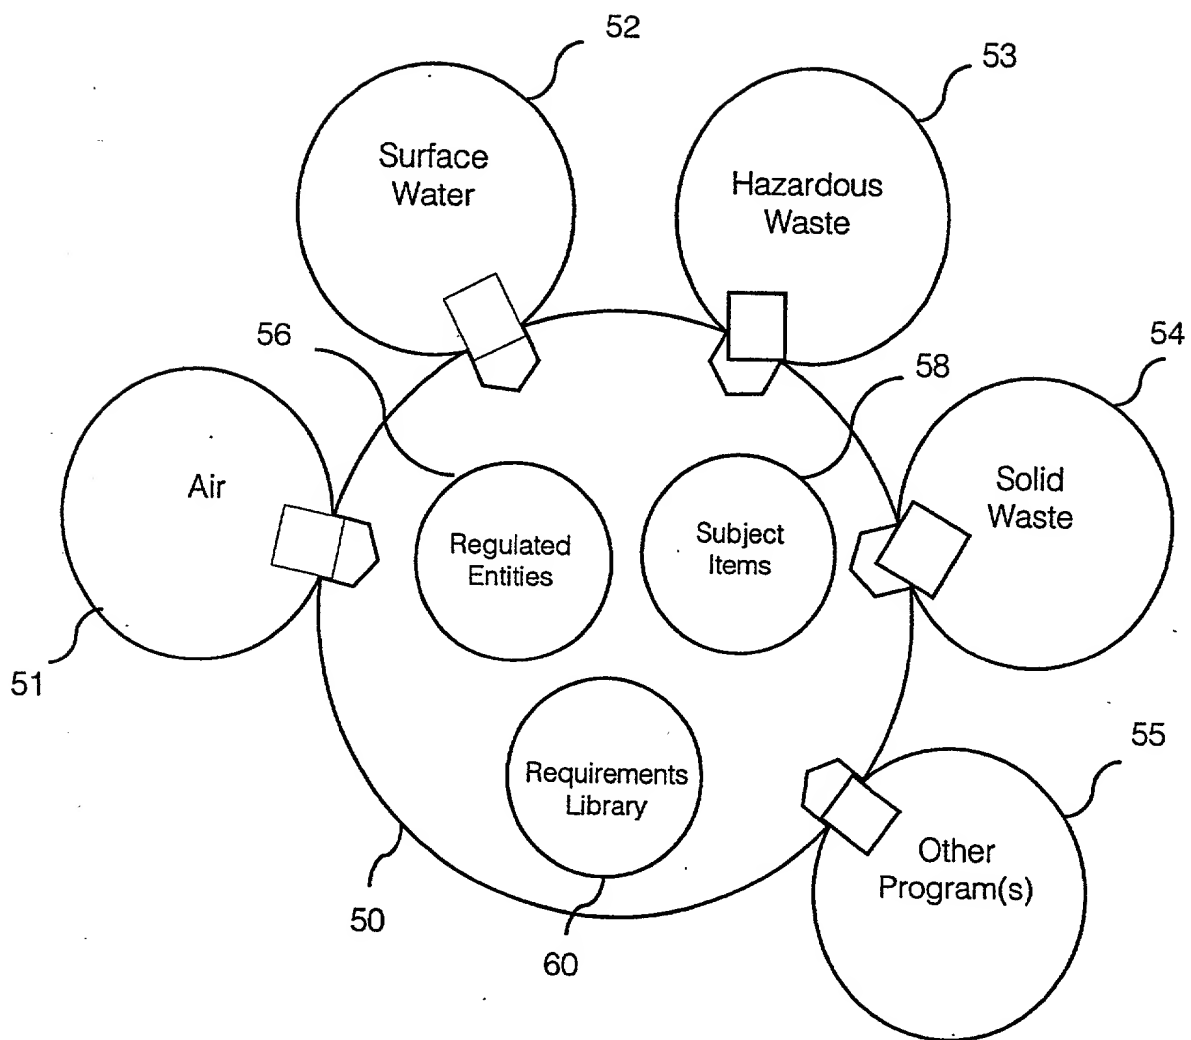 52
53
Surface
Water
Hazardous
Waste
56
58
54
Air
Solid
Waste
Regulated
Entities
Subject
Items
51
55
Requirements
Library
Other
Program(s)
50
60